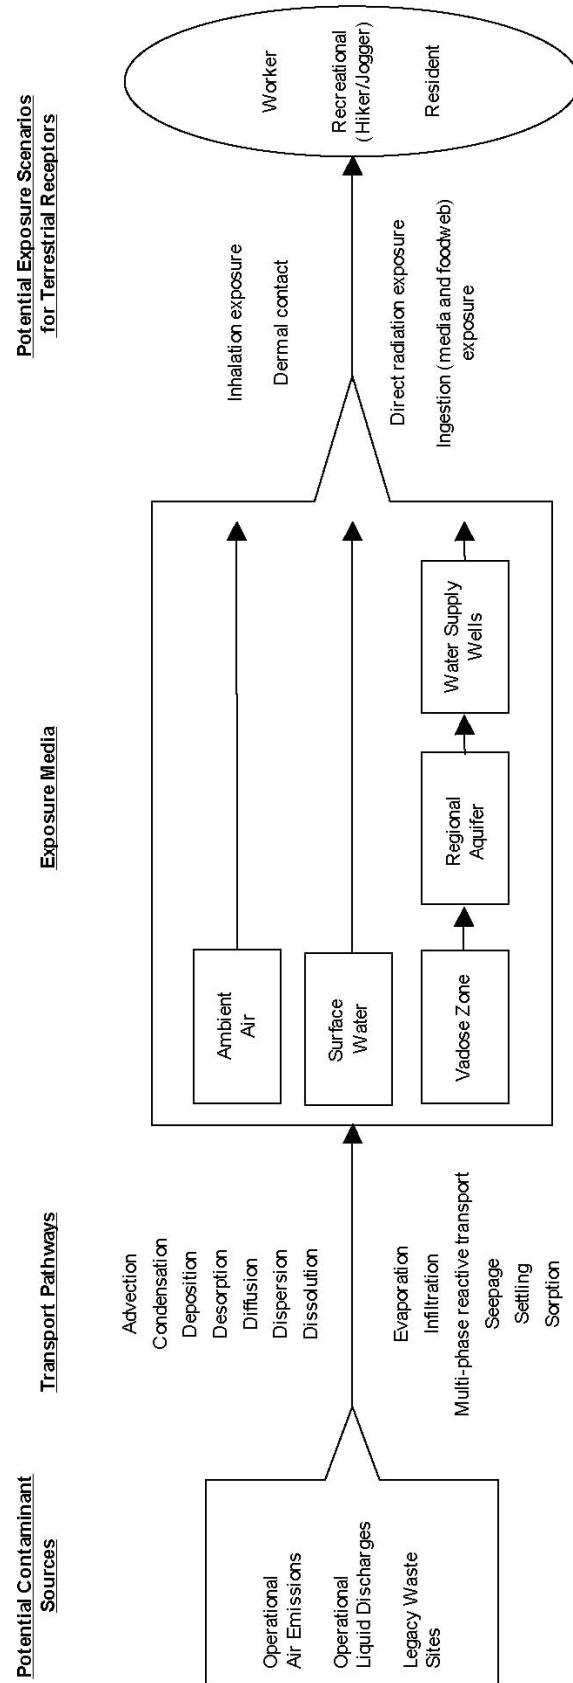 Potential Contaminant
Sources
Operational
Air Emissions
Operational
Liquid Discharges
Legacy Waste
Sites
Transport Pathways
Advection
Condensation
Deposition
Desorption
Diffusion
Dispersion
Dissolution
Evaporation
Infiltration
Multi-phase reactive transport
Seepage
Settling
Sorption
Exposure Media
Ambient
Air
Surface
Water
Vadose Zone
Regional
Aquifer
Water Supply
Wells
Potential Exposure Scenarios
for Terrestrial Receptors
Inhalation exposure
Dermal contact
Direct radiation exposure
Ingestion (media and foodweb)
exposure
Worker
Recreational
(Hiker/Jogger)
Resident